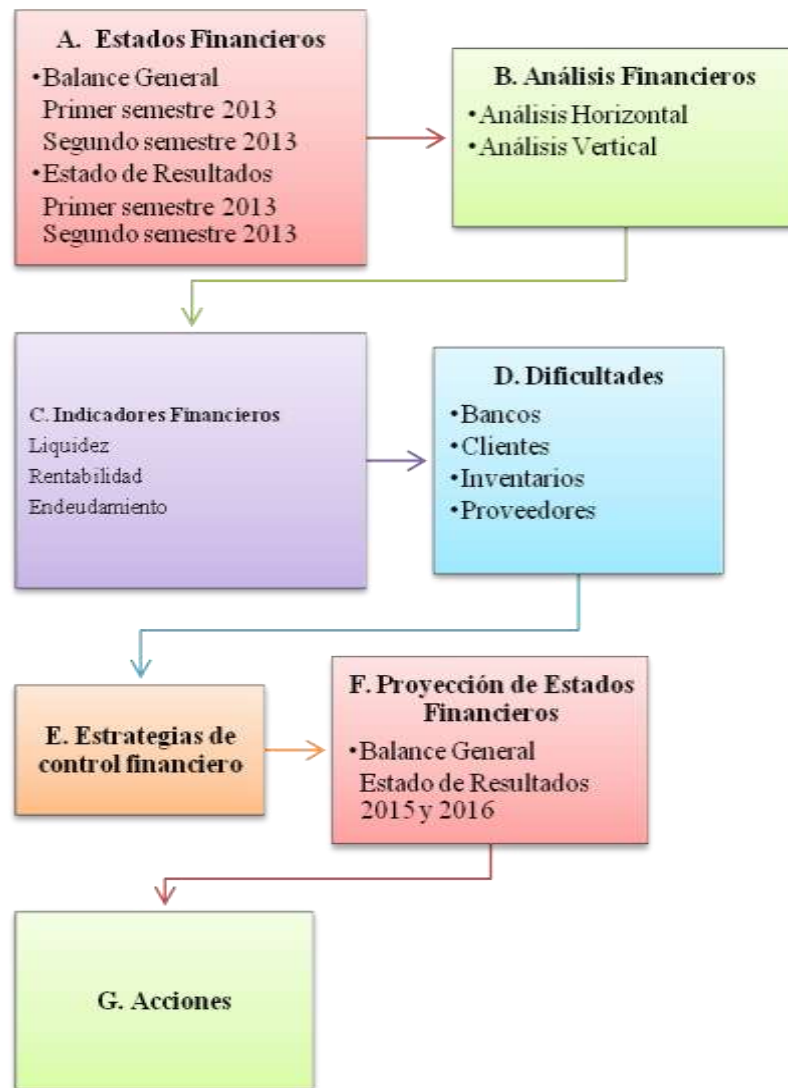 A. Estados Financieros
•Balance General
Primer semestre 2013
Segundo semestre 2013
•Estado de Resultados
Primer semestre 2013
Segundo semestre 2013
B. Análisis Financieros
•Análisis Horizontal
•Análisis Vertical
C. Indicadores Financieros
Liquidez
Rentabilidad
Endeudamiento
D. Dificultades
•Bancos
•Clientes
•Inventarios
•Proveedores
E. Estrategias de
control financiero
F. Proyección de Estados
Financieros
•Balance General
Estado de Resultados
2015 y 2016
G. Acciones